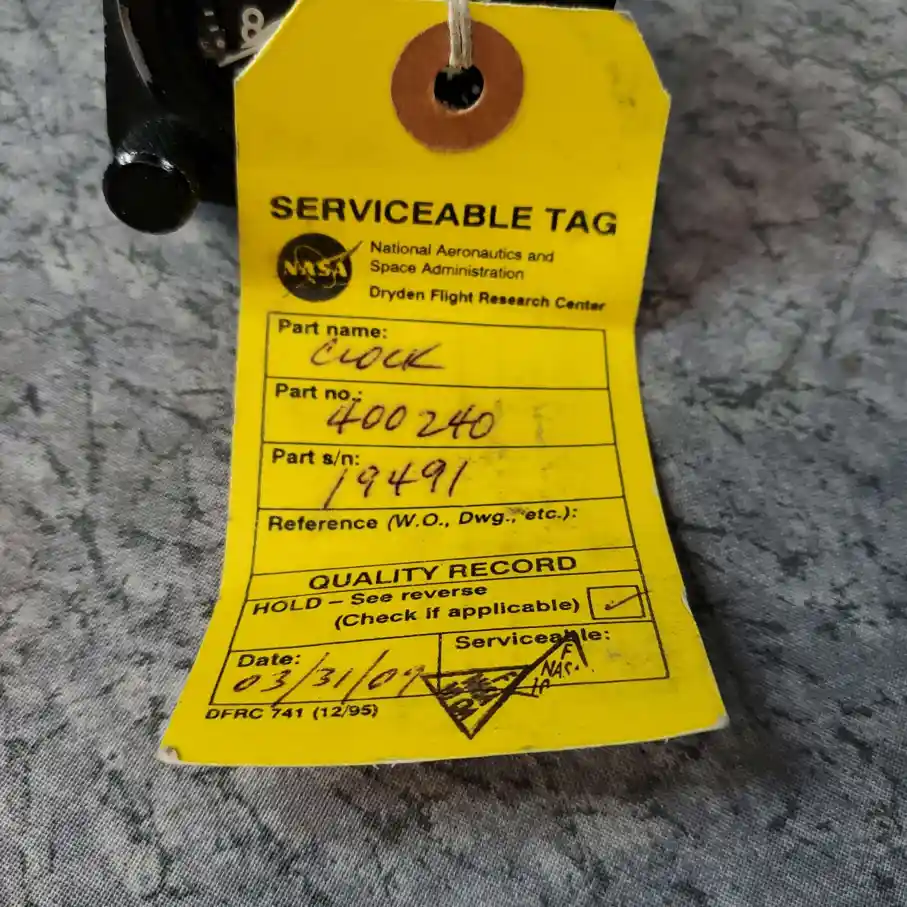 8
SERVICEABLE TAG
NASA
National Aeronautics and
Space Administration
Dryden Flight Research Center
Part name:
CLOCK
Part no.:
400240
Part s/n:
19491
Reference (W.O., Dwg., etc.):
QUALITY RECORD
HOLD – See reverse
(Check if applicable)
Date:
03/31/09
Serviceable:
F
NASA
DFRC 741 (12/95)